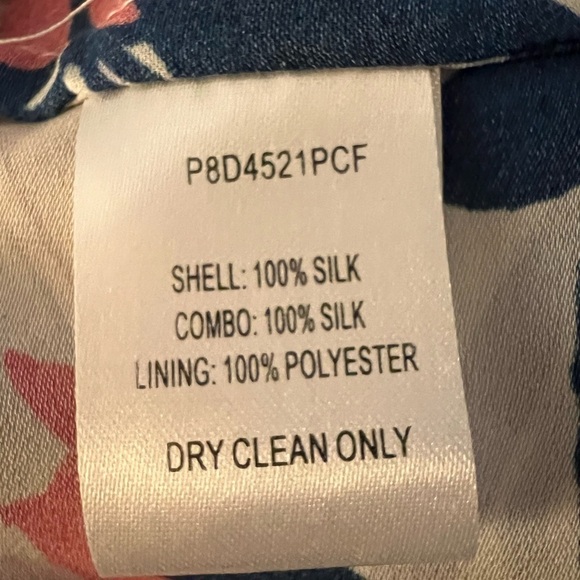 P8D4521PCF
SHELL: 100% SILK
COMBO: 100% SILK
LINING: 100% POLYESTER
DRY CLEAN ONLY